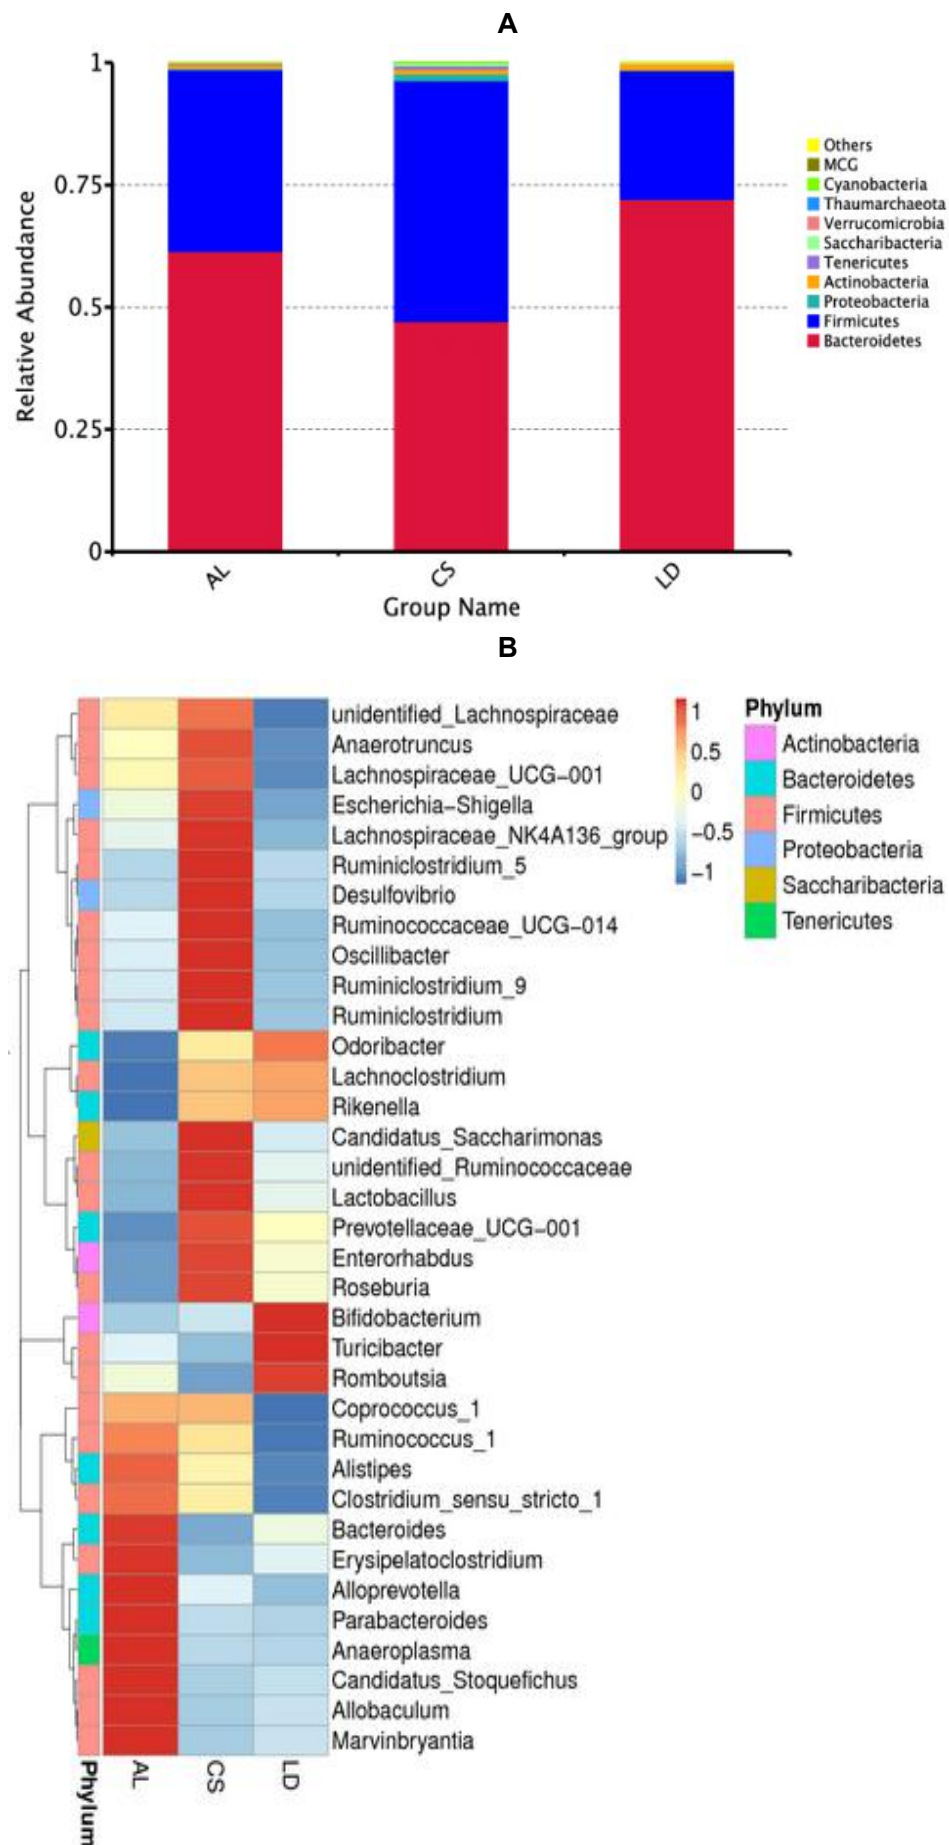 A
1
0.75
0.5
0.25
0
Relative Abundance
AL
CS
LD
Group Name
Others
MCG
Cyanobacteria
Thaumarchaeota
Verrucomicrobia
Saccharibacteria
Tenericutes
Actinobacteria
Proteobacteria
Firmicutes
Bacteroidetes
B
unidentified_Lachnospiraceae
Anaerotruncus
Lachnospiraceae_UCG−001
Escherichia−Shigella
Lachnospiraceae_NK4A136_group
Ruminiclostridium_5
Desulfovibrio
Ruminococcaceae_UCG−014
Oscillibacter
Ruminiclostridium_9
Ruminiclostridium
Odoribacter
Lachnoclostridium
Rikenella
Candidatus_Saccharimonas
unidentified_Ruminococcaceae
Lactobacillus
Prevotellaceae_UCG−001
Enterorhabdus
Roseburia
Bifidobacterium
Turicibacter
Romboutsia
Coprococcus_1
Ruminococcus_1
Alistipes
Clostridium_sensu_stricto_1
Bacteroides
Erysipelatoclostridium
Alloprevotella
Parabacteroides
Anaeroplasma
Candidatus_Stoquefichus
Allobaculum
Marvinbryantia
Phylum
AL
CS
LD
1
0.5
0
−0.5
−1
Phylum
Actinobacteria
Bacteroidetes
Firmicutes
Proteobacteria
Saccharibacteria
Tenericutes